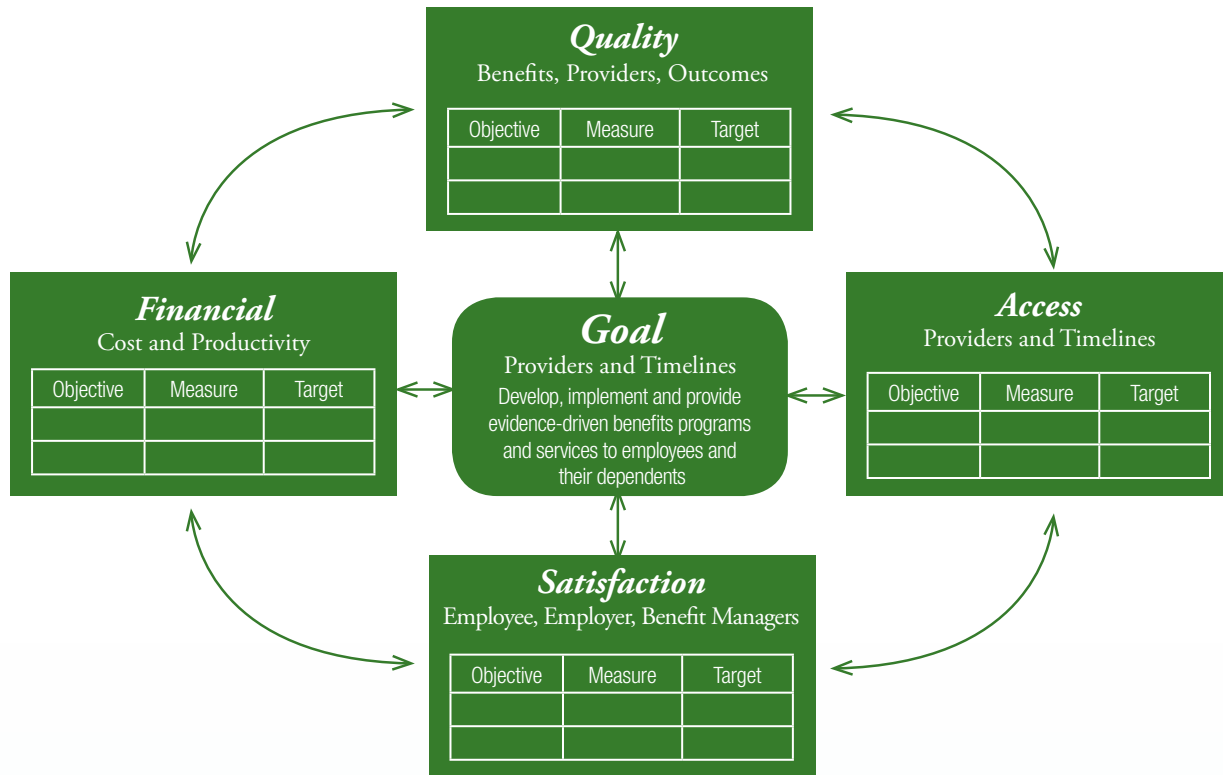 Quality
Benefits, Providers, Outcomes
Objective Measure Target
Financial
Cost and Productivity
Objective Measure Target
Goal
Providers and Timelines
Develop, implement and provide
evidence-driven benefits programs
and services to employees and
their dependents
Access
Providers and Timelines
Objective Measure Target
Satisfaction
Employee, Employer, Benefit Managers
Objective Measure Target